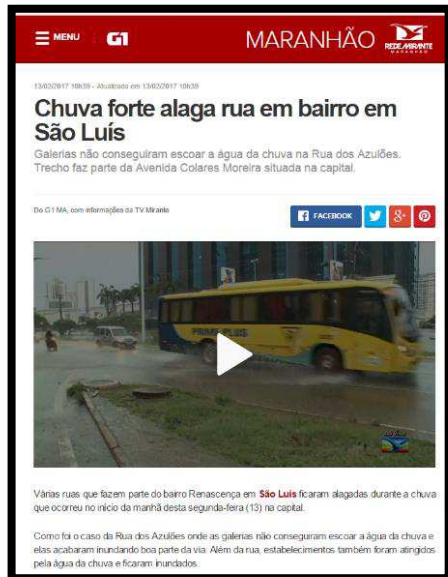 MENU G1 MARANHÃO REDE MIRANTE
MARANHÃO
13/02/2017 10h39 - Atualizado em 13/02/2017 10h39
Chuva forte alaga rua em bairro em
São Luís
Galerias não conseguiram escoar a água da chuva na Rua dos Azulões.
Trecho faz parte da Avenida Colares Moreira situada na capital.
Do G1 MA, com informações da TV Mirante
FACEBOOK
Várias ruas que fazem parte do bairro Renascença em São Luís ficaram alagadas durante a chuva
que ocorreu no início da manhã desta segunda-feira (13) na capital.
Como foi o caso da Rua dos Azulões onde as galerias não conseguiram escoar a água da chuva e
elas acabaram inundando boa parte da via. Além da rua, estabelecimentos também foram atingidos
pela água da chuva e ficaram inundados.